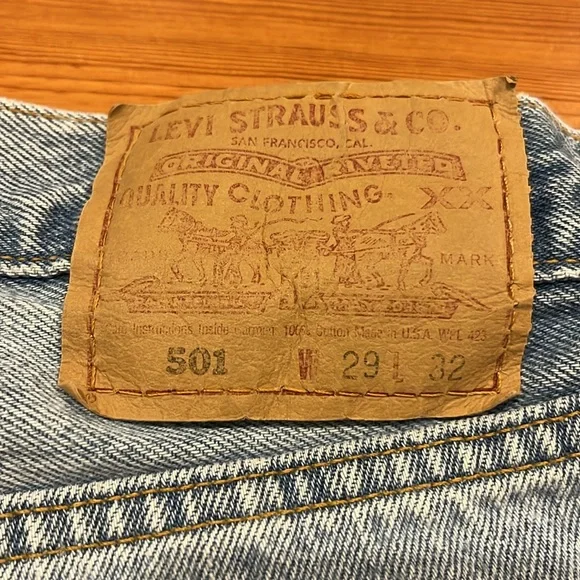 LEVI STRAUSS & CO.
SAN FRANCISCO, CAL.
ORIGINAL RIVETED
QUALITY CLOTHING XX
MARK
Care Instructions Inside Garment 100% Cotton Made in U.S.A. WPL 423
501 W 29 L 32